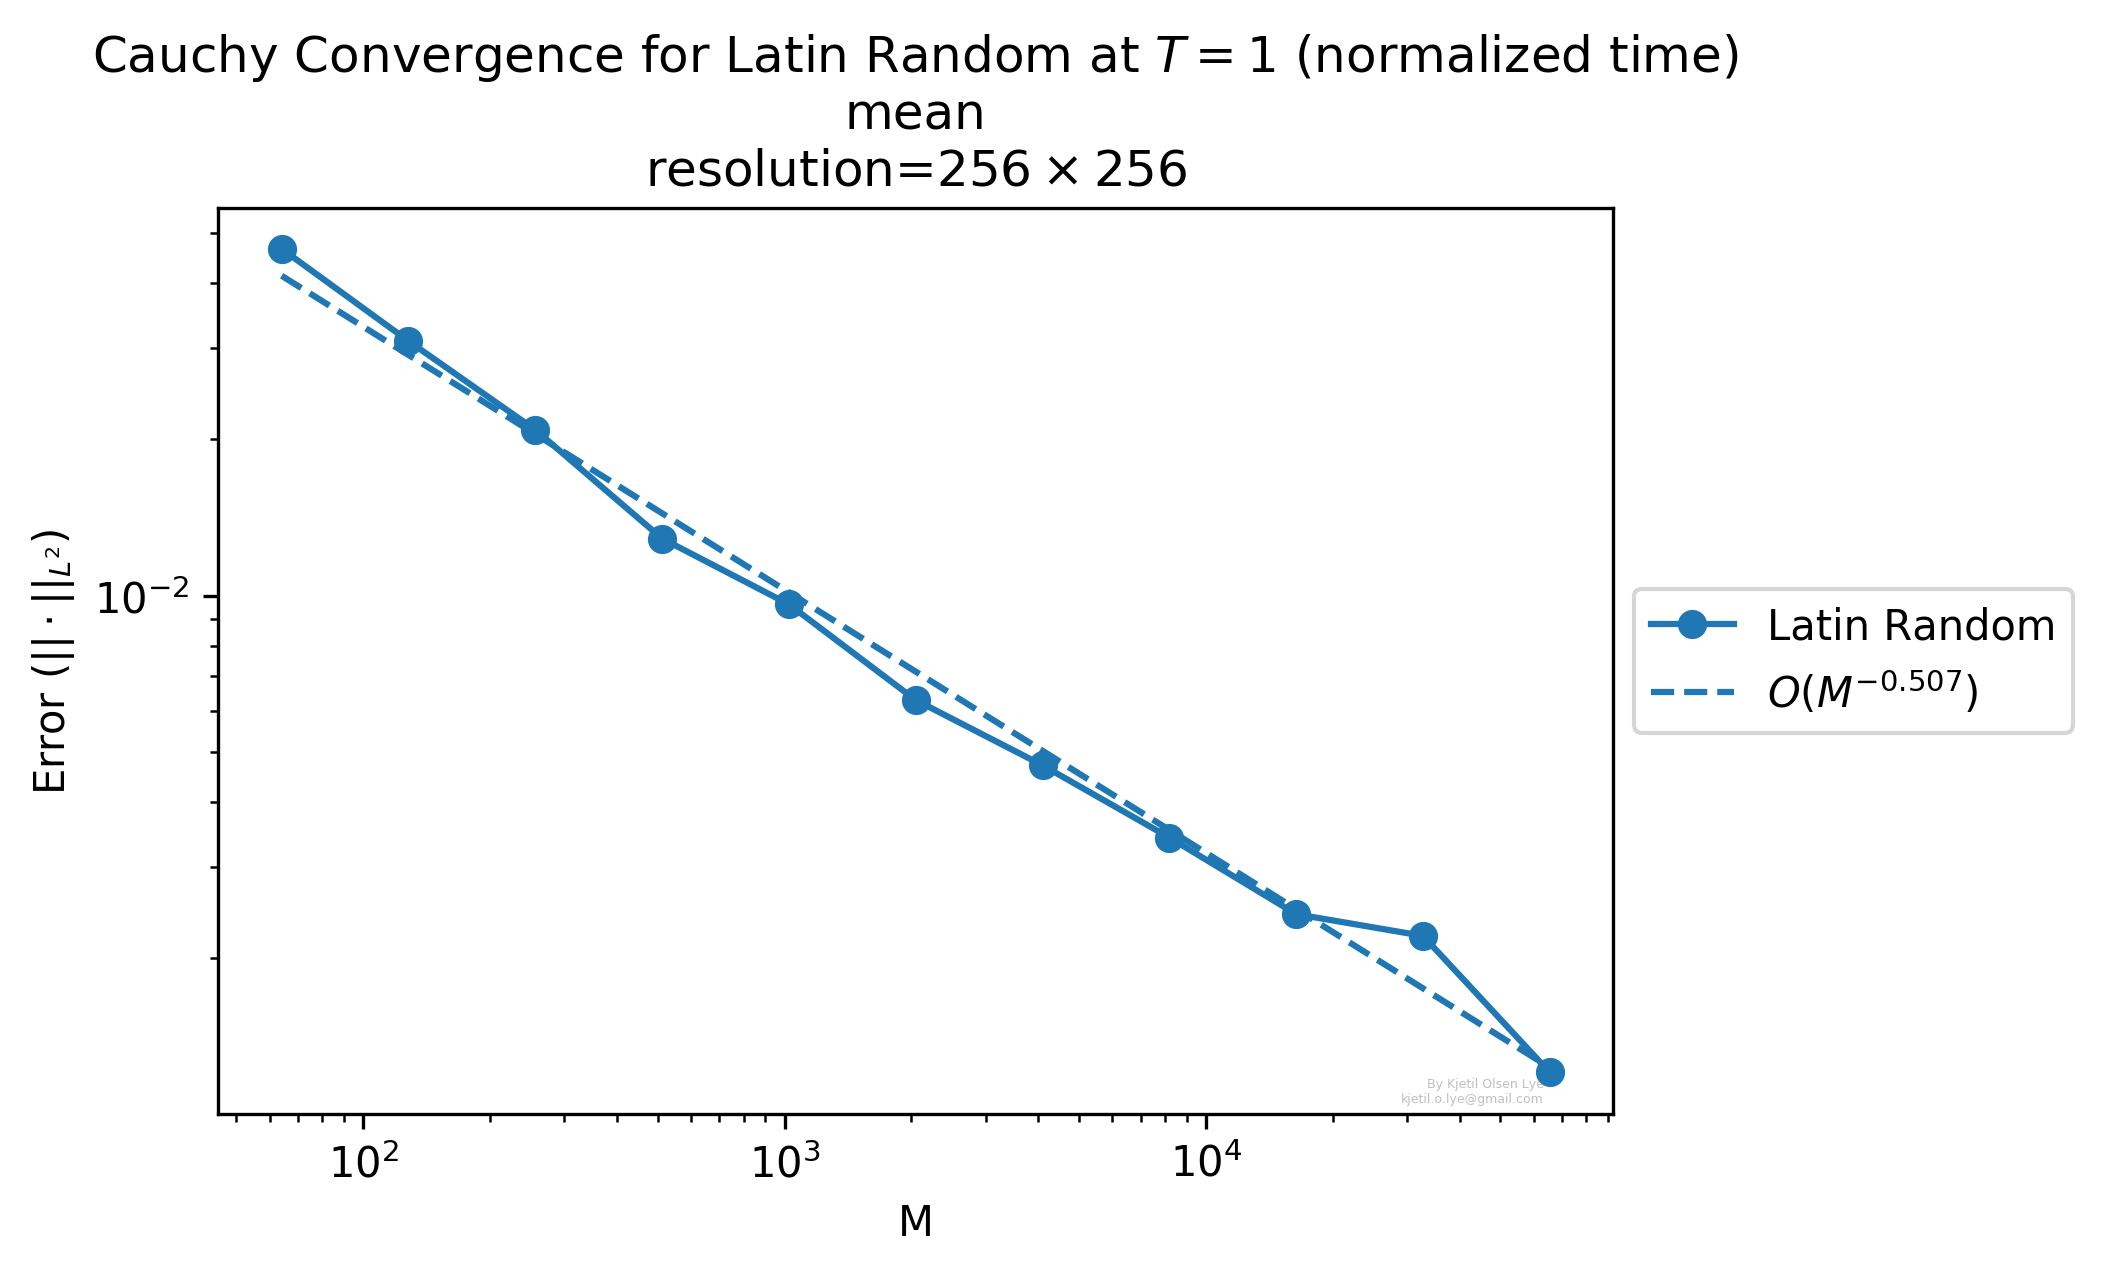 Cauchy Convergence for Latin Random at T = 1 (normalized time)
mean
resolution=256 × 256
Error (|| · ||_{L^2})
10^{-2}
Latin Random
O(M^{-0.507})
By Kjetil Olsen Lye
kjetil.o.lye@gmail.com
10^2 10^3 10^4
M